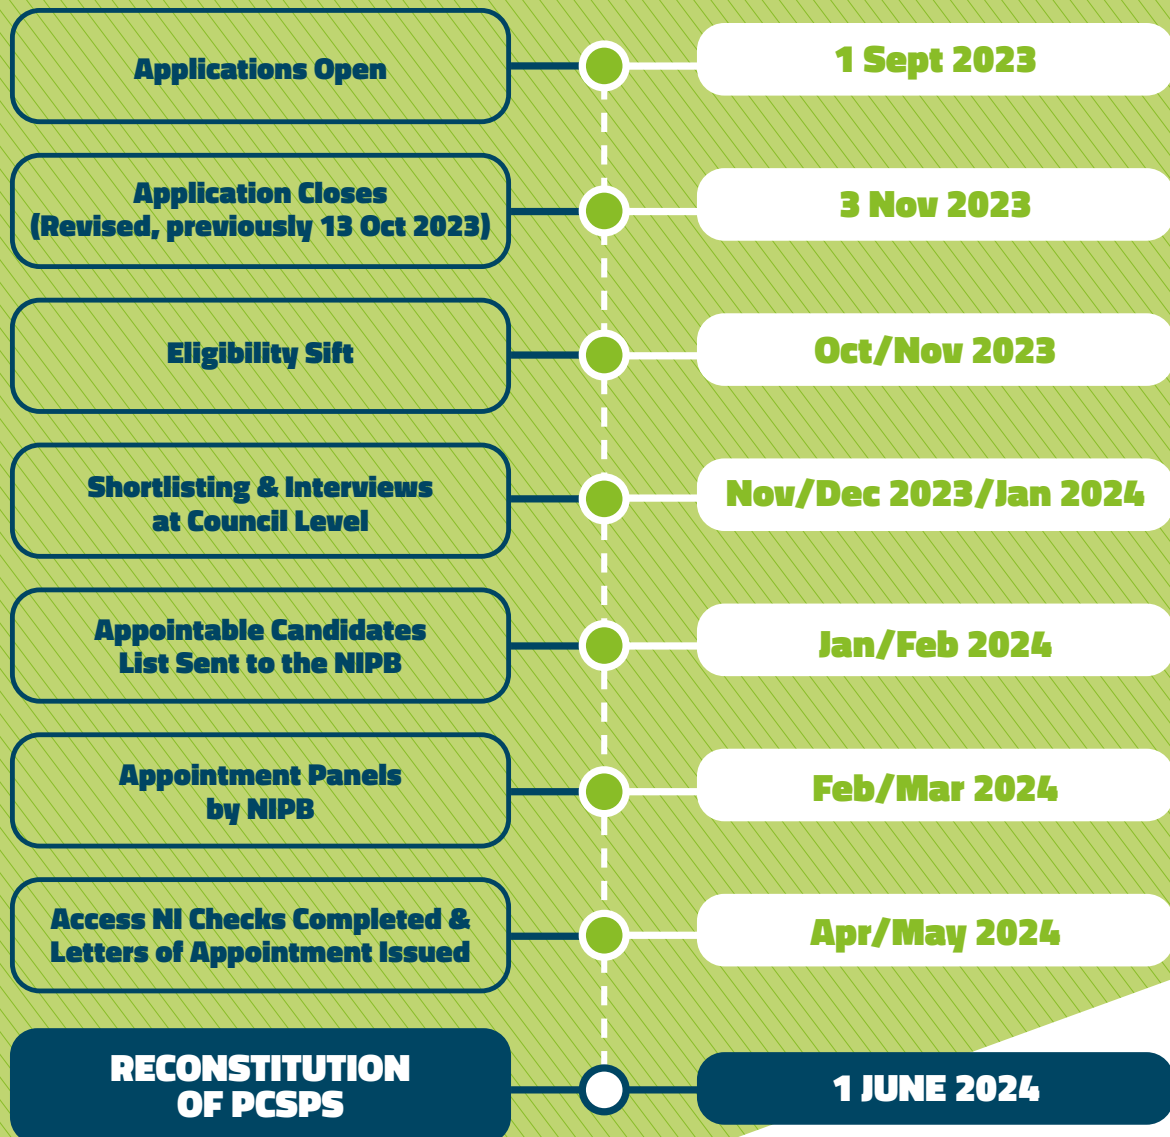 Applications Open
1 Sept 2023
Application Closes
(Revised, previously 13 Oct 2023)
3 Nov 2023
Eligibility Sift
Oct/Nov 2023
Shortlisting & Interviews
at Council Level
Nov/Dec 2023/Jan 2024
Appointable Candidates
List Sent to the NIPB
Jan/Feb 2024
Appointment Panels
by NIPB
Feb/Mar 2024
Access NI Checks Completed &
Letters of Appointment Issued
Apr/May 2024
RECONSTITUTION
OF PCSPS
1 JUNE 2024